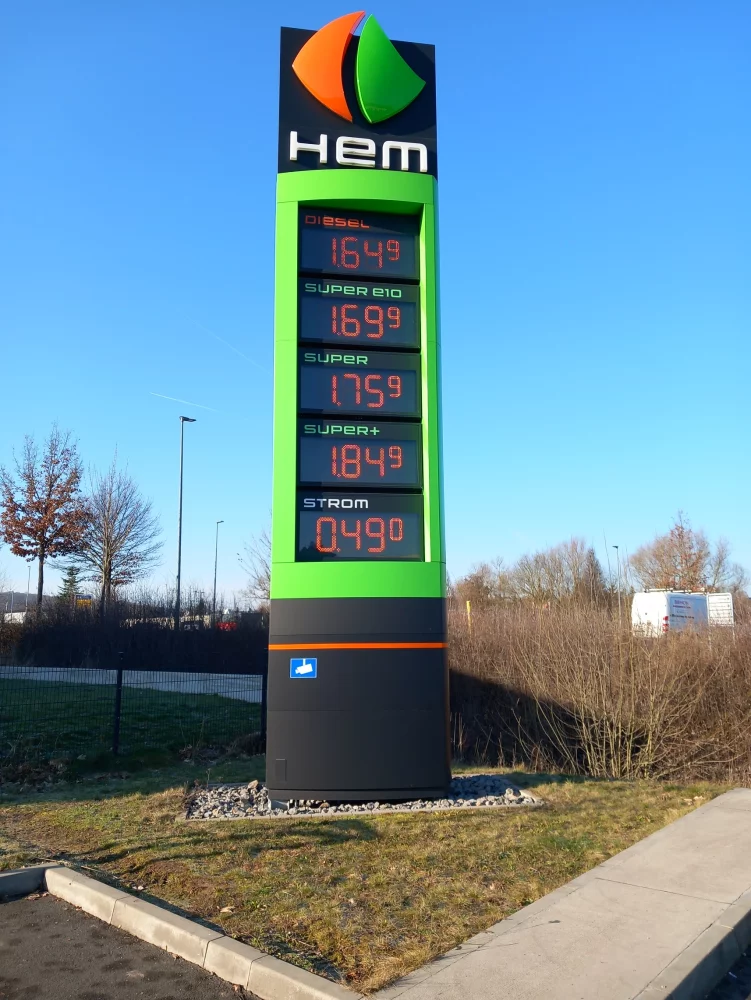 HEM
DIESEL
1.649
SUPER E10
1.699
SUPER
1.759
SUPER+
1.849
STROM
0.490